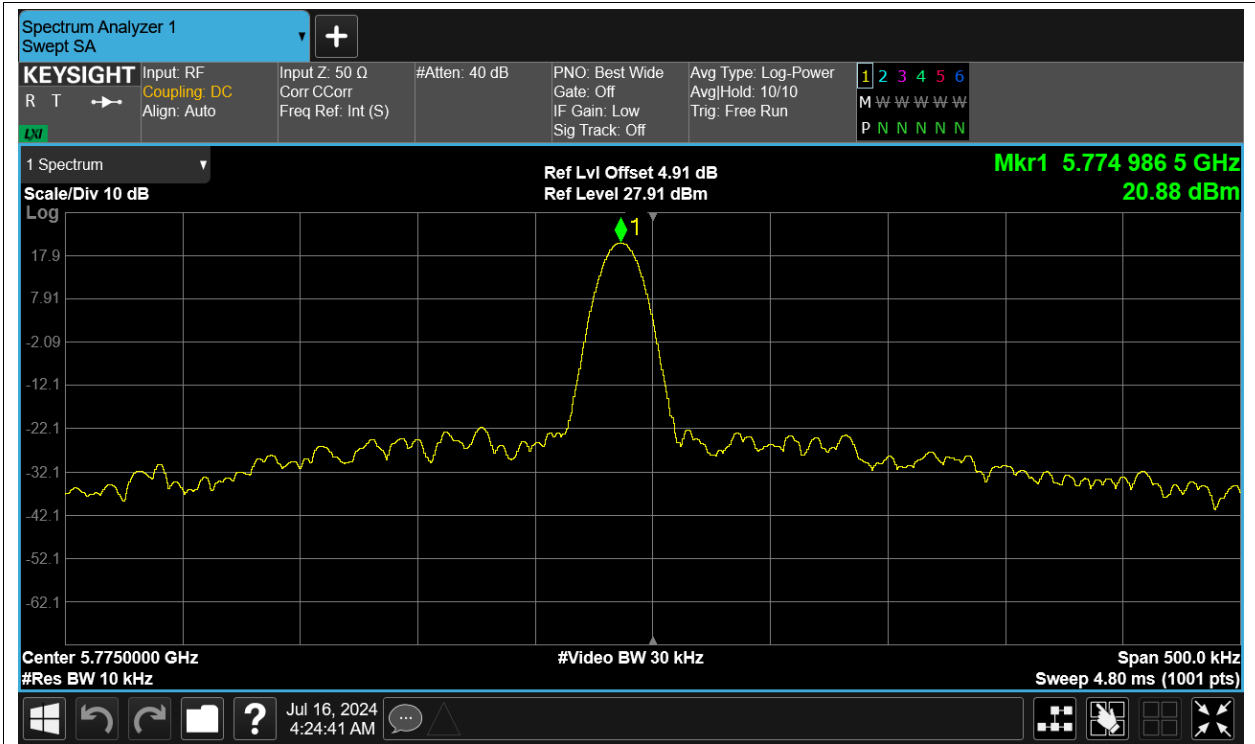 Spectrum Analyzer 1
Swept SA
KEYSIGHT
R T
LXI
Input: RF
Coupling: DC
Align: Auto
Input Z: 50 Ω
Corr CCorr
Freq Ref: Int (S)
#Atten: 40 dB
PNO: Best Wide
Gate: Off
IF Gain: Low
Sig Track: Off
Avg Type: Log-Power
Avg|Hold: 10/10
Trig: Free Run
1 2 3 4 5 6
M W W W W W
P N N N N N
1 Spectrum
Scale/Div 10 dB
Log
Ref Lvl Offset 4.91 dB
Ref Level 27.91 dBm
Mkr1 5.774 986 5 GHz
20.88 dBm
1
17.9
7.91
-2.09
-12.1
-22.1
-32.1
-42.1
-52.1
-62.1
Center 5.7750000 GHz
#Video BW 30 kHz
Span 500.0 kHz
#Res BW 10 kHz
Sweep 4.80 ms (1001 pts)
?
Jul 16, 2024
4:24:41 AM